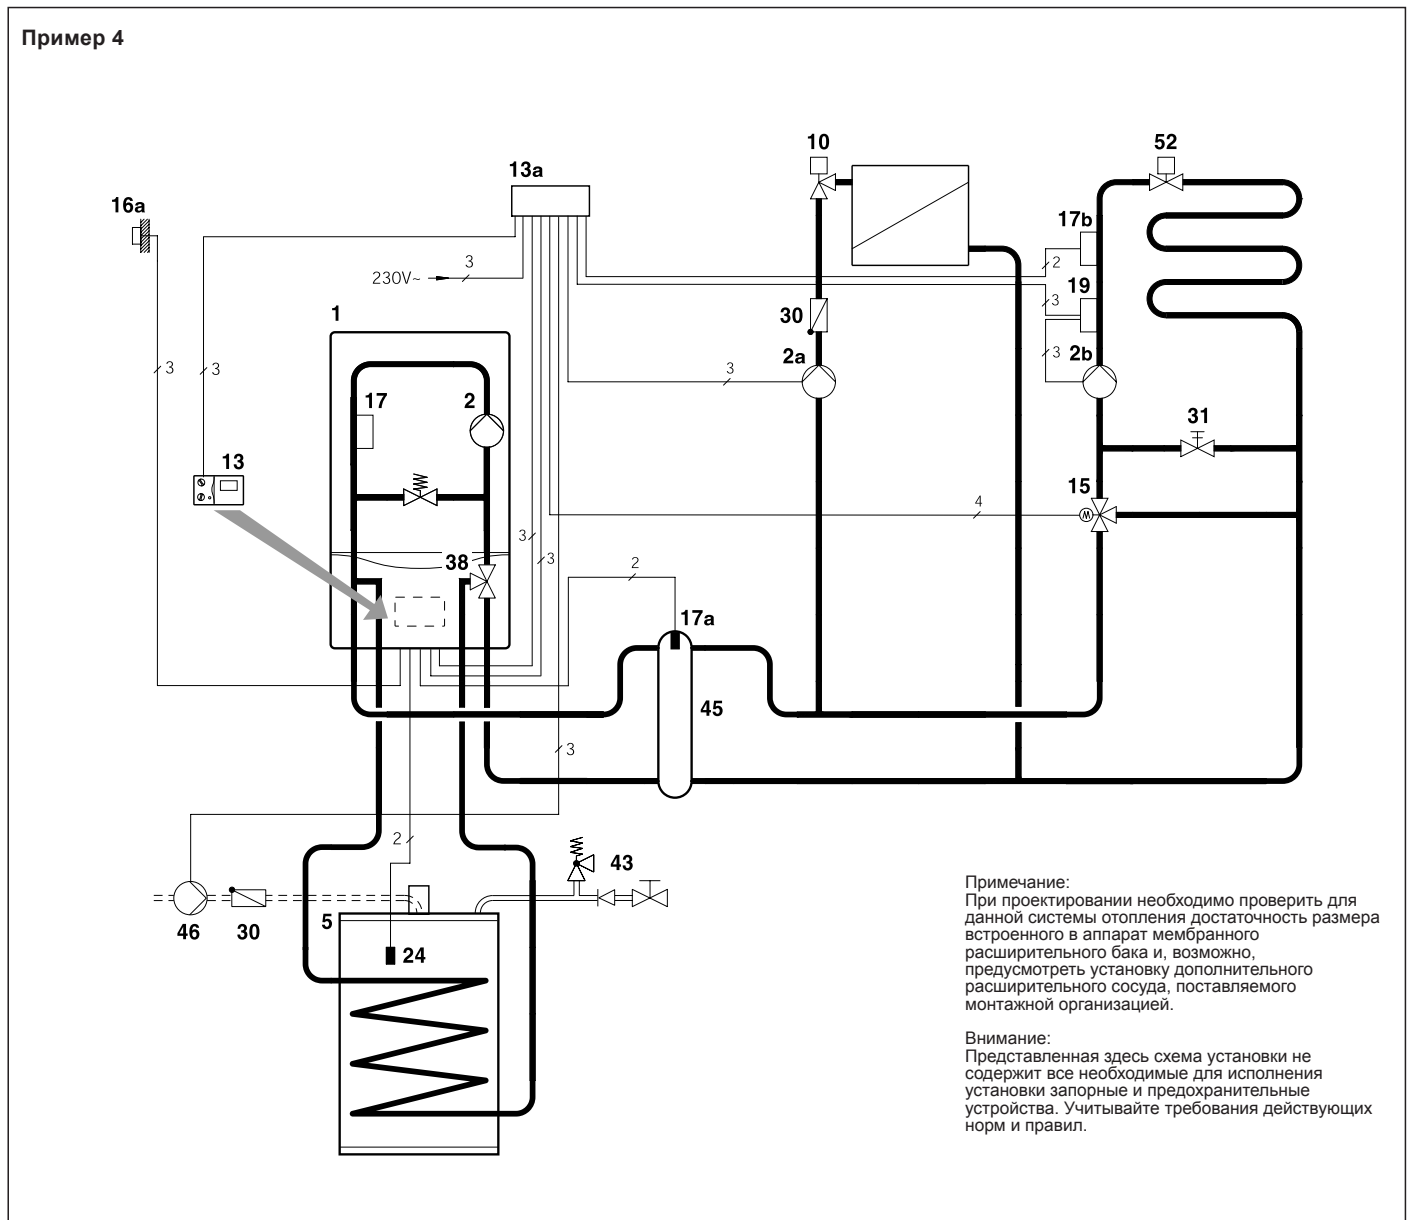 Пример 4
10
52
13a
16a
17b
230V~
3
2
19
1
30
3
3
3
2a
3
3
2b
17
2
31
13
15
4
3
3
38
2
17a
45
3
2
43
46
30
5
24
Примечание:
При проектировании необходимо проверить для
данной системы отопления достаточность размера
встроенного в аппарат мембранного
расширительного бака и, возможно,
предусмотреть установку дополнительного
расширительного сосуда, поставляемого
монтажной организацией.
Внимание:
Представленная здесь схема установки не
содержит все необходимые для исполнения
установки запорные и предохранительные
устройства. Учитывайте требования действующих
норм и правил.